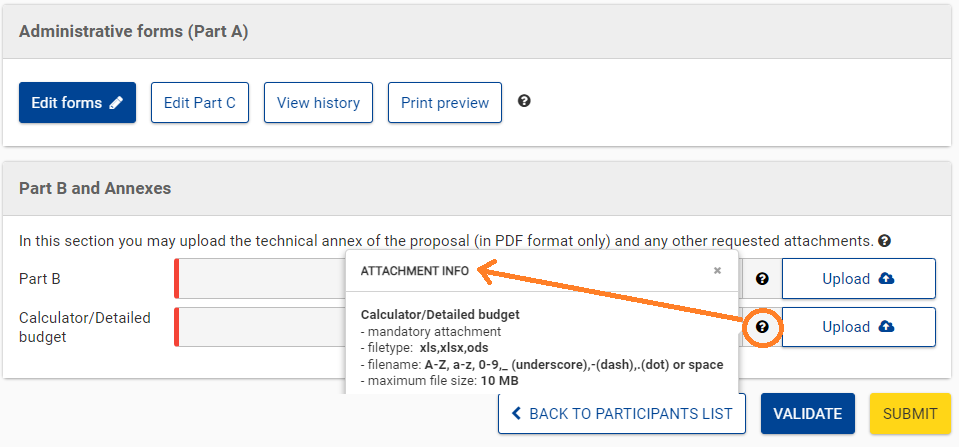 Administrative forms (Part A)
Edit forms
Edit Part C
View history
Print preview
?
Part B and Annexes
In this section you may upload the technical annex of the proposal (in PDF format only) and any other requested attachments. ?
Part B
?
Upload
Calculator/Detailed
budget
?
Upload
ATTACHMENT INFO
×
Calculator/Detailed budget
- mandatory attachment
- filetype: xls,xlsx,ods
- filename: A-Z, a-z, 0-9,_ (underscore),-(dash),.(dot) or space
- maximum file size: 10 MB
BACK TO PARTICIPANTS LIST
VALIDATE
SUBMIT